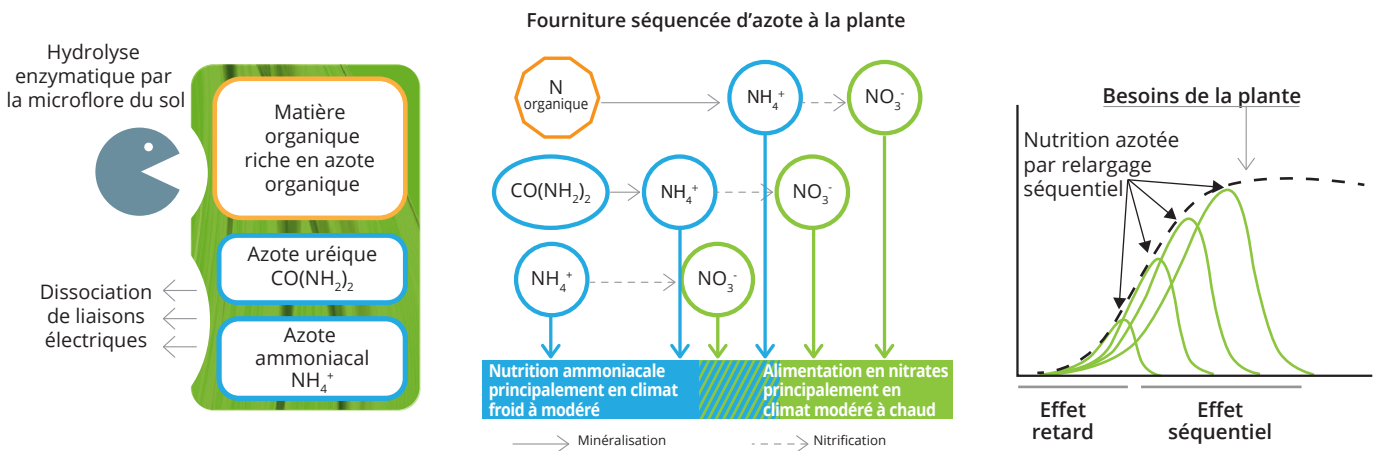 Hydrolyse
enzymatique par
la microflore du sol
Matière
organique
riche en azote
organique
Azote uréique
CO(NH₂)₂
Azote
ammoniacal
NH₄⁺
Dissociation
de liaisons
électriques
Fourniture séquencée d’azote à la plante
N
organique
NH₄⁺
NO₃⁻
CO(NH₂)₂
NH₄⁺
NO₃⁻
NH₄⁺
NO₃⁻
Nutrition ammoniacale
principalement en climat
froid à modéré
Alimentation en nitrates
principalement en
climat modéré à chaud
Minéralisation
Nitrification
Besoins de la plante
Nutrition azotée
par relargage
séquentiel
Effet
retard
Effet
séquentiel